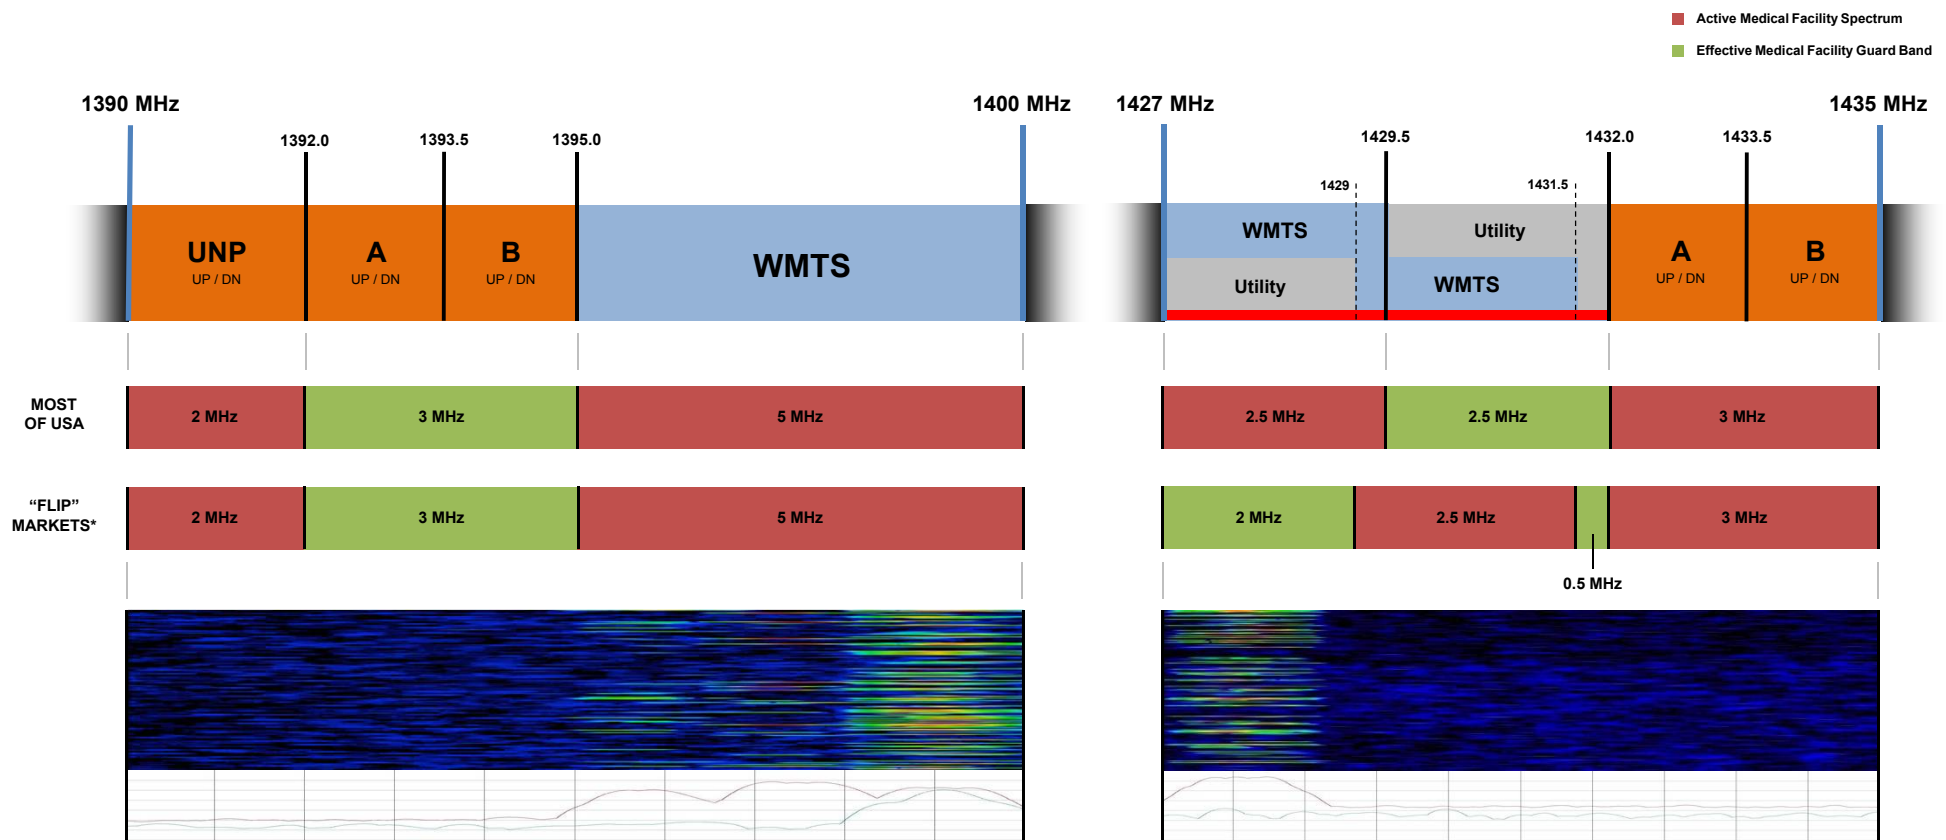 Active Medical Facility Spectrum
Effective Medical Facility Guard Band
1390 MHz
1400 MHz
1427 MHz
1435 MHz
1392.0
1393.5
1395.0
1429.5
1432.0
1433.5
1429
1431.5
UNP
UP / DN
A
UP / DN
B
UP / DN
WMTS
WMTS
Utility
Utility
WMTS
A
UP / DN
B
UP / DN
MOST
OF USA
2 MHz
3 MHz
5 MHz
2.5 MHz
2.5 MHz
3 MHz
“FLIP”
MARKETS*
2 MHz
3 MHz
5 MHz
2 MHz
2.5 MHz
3 MHz
0.5 MHz